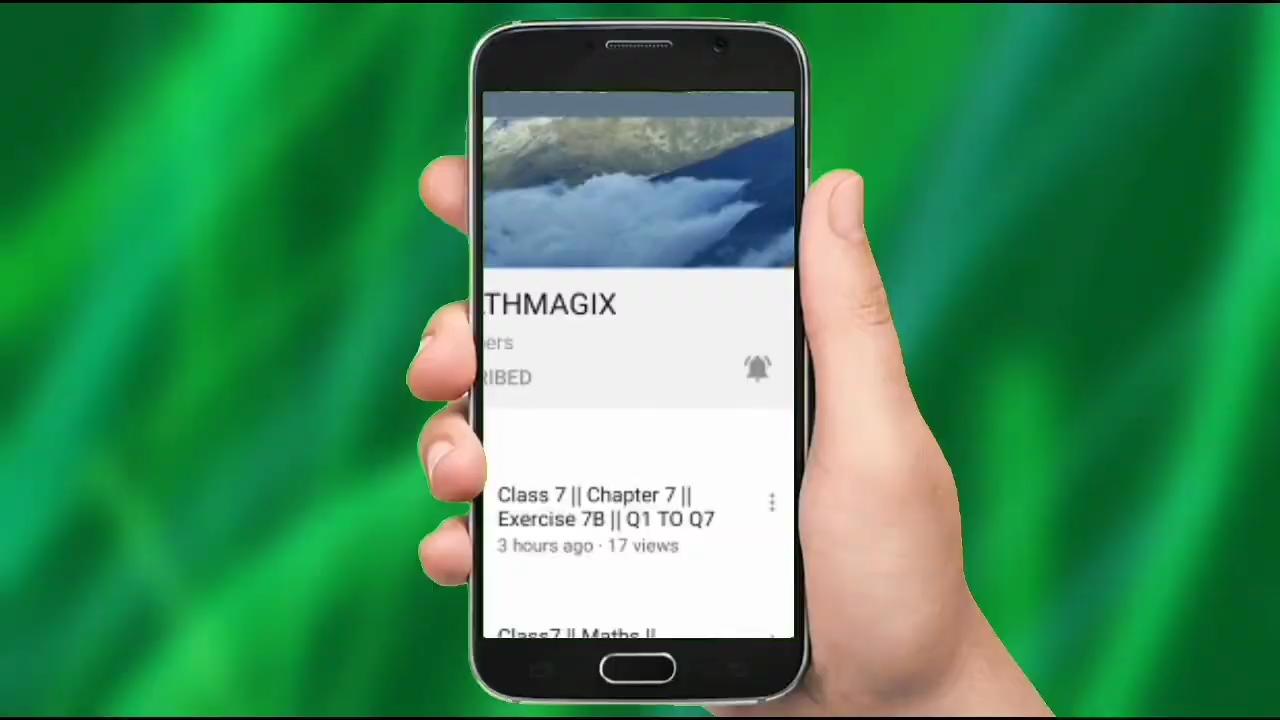 THMAGIX
ers
RIBED
Class 7 || Chapter 7 ||
Exercise 7B || Q1 TO Q7
3 hours ago · 17 views
Class7 || Maths ||